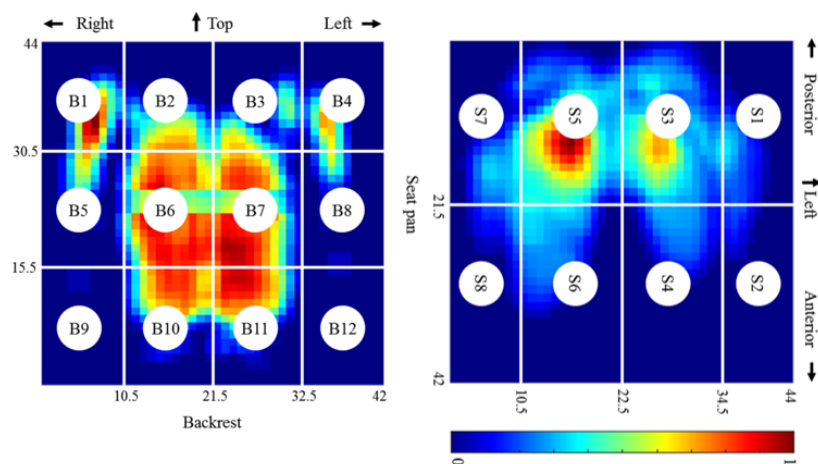 Right Top Left
44
B1 B2 B3 B4
30.5
B5 B6 B7 B8
15.5
B9 B10 B11 B12
10.5 21.5 32.5 42
Backrest
Posterior
S7 S5 S3 S1
Seat pan
Left
21.5
S8 S6 S4 S2
Anterior
42
10.5 22.5 34.5 44
0 1